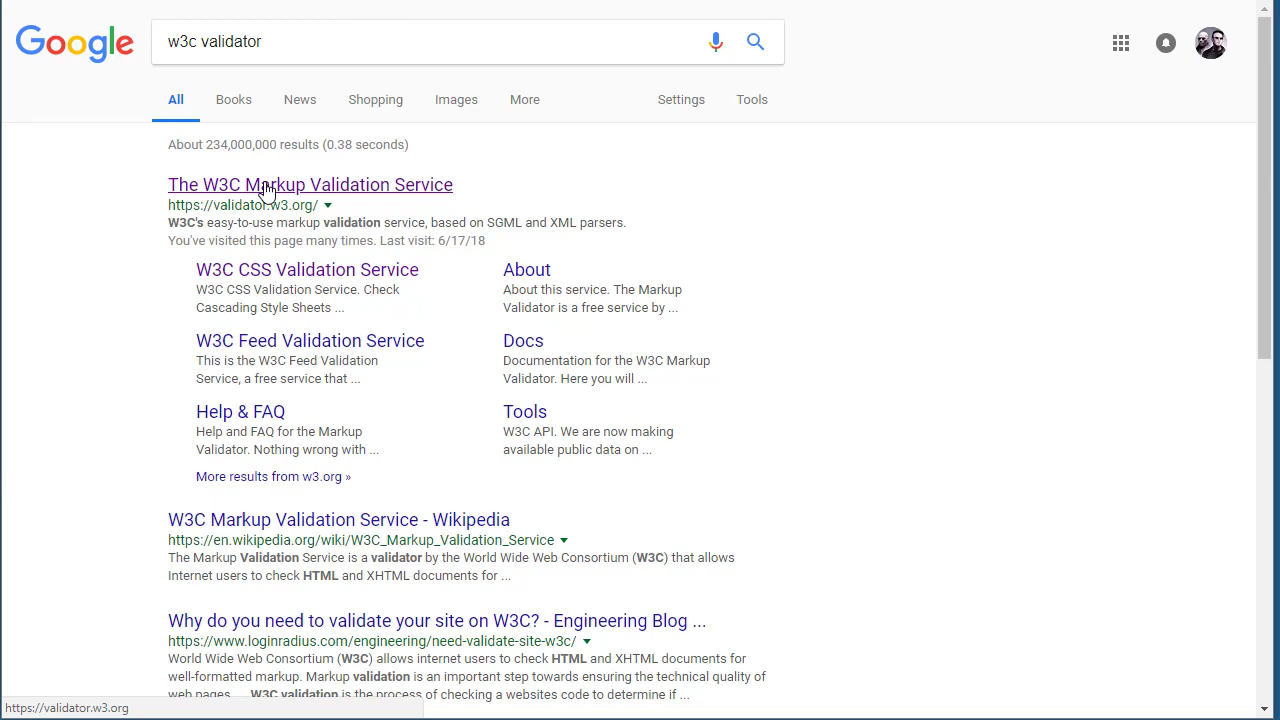 Google
w3c validator
All Books News Shopping Images More Settings Tools
About 234,000,000 results (0.38 seconds)
The W3C Markup Validation Service
https://validator.w3.org/
W3C's easy-to-use markup validation service, based on SGML and XML parsers.
You've visited this page many times. Last visit: 6/17/18
W3C CSS Validation Service
W3C CSS Validation Service. Check
Cascading Style Sheets ...
About
About this service. The Markup
Validator is a free service by ...
W3C Feed Validation Service
This is the W3C Feed Validation
Service, a free service that ...
Docs
Documentation for the W3C Markup
Validator. Here you will ...
Help & FAQ
Help and FAQ for the Markup
Validator. Nothing wrong with ...
Tools
W3C API. We are now making
available public data on ...
More results from w3.org »
W3C Markup Validation Service - Wikipedia
https://en.wikipedia.org/wiki/W3C_Markup_Validation_Service
The Markup Validation Service is a validator by the World Wide Web Consortium (W3C) that allows
Internet users to check HTML and XHTML documents for ...
Why do you need to validate your site on W3C? - Engineering Blog ...
https://www.loginradius.com/engineering/need-validate-site-w3c/
World Wide Web Consortium (W3C) allows internet users to check HTML and XHTML documents for
well-formatted markup. Markup validation is an important step towards ensuring the technical quality of
web pages. ... W3C validation is the process of checking a websites code to determine if ...
https://validator.w3.org